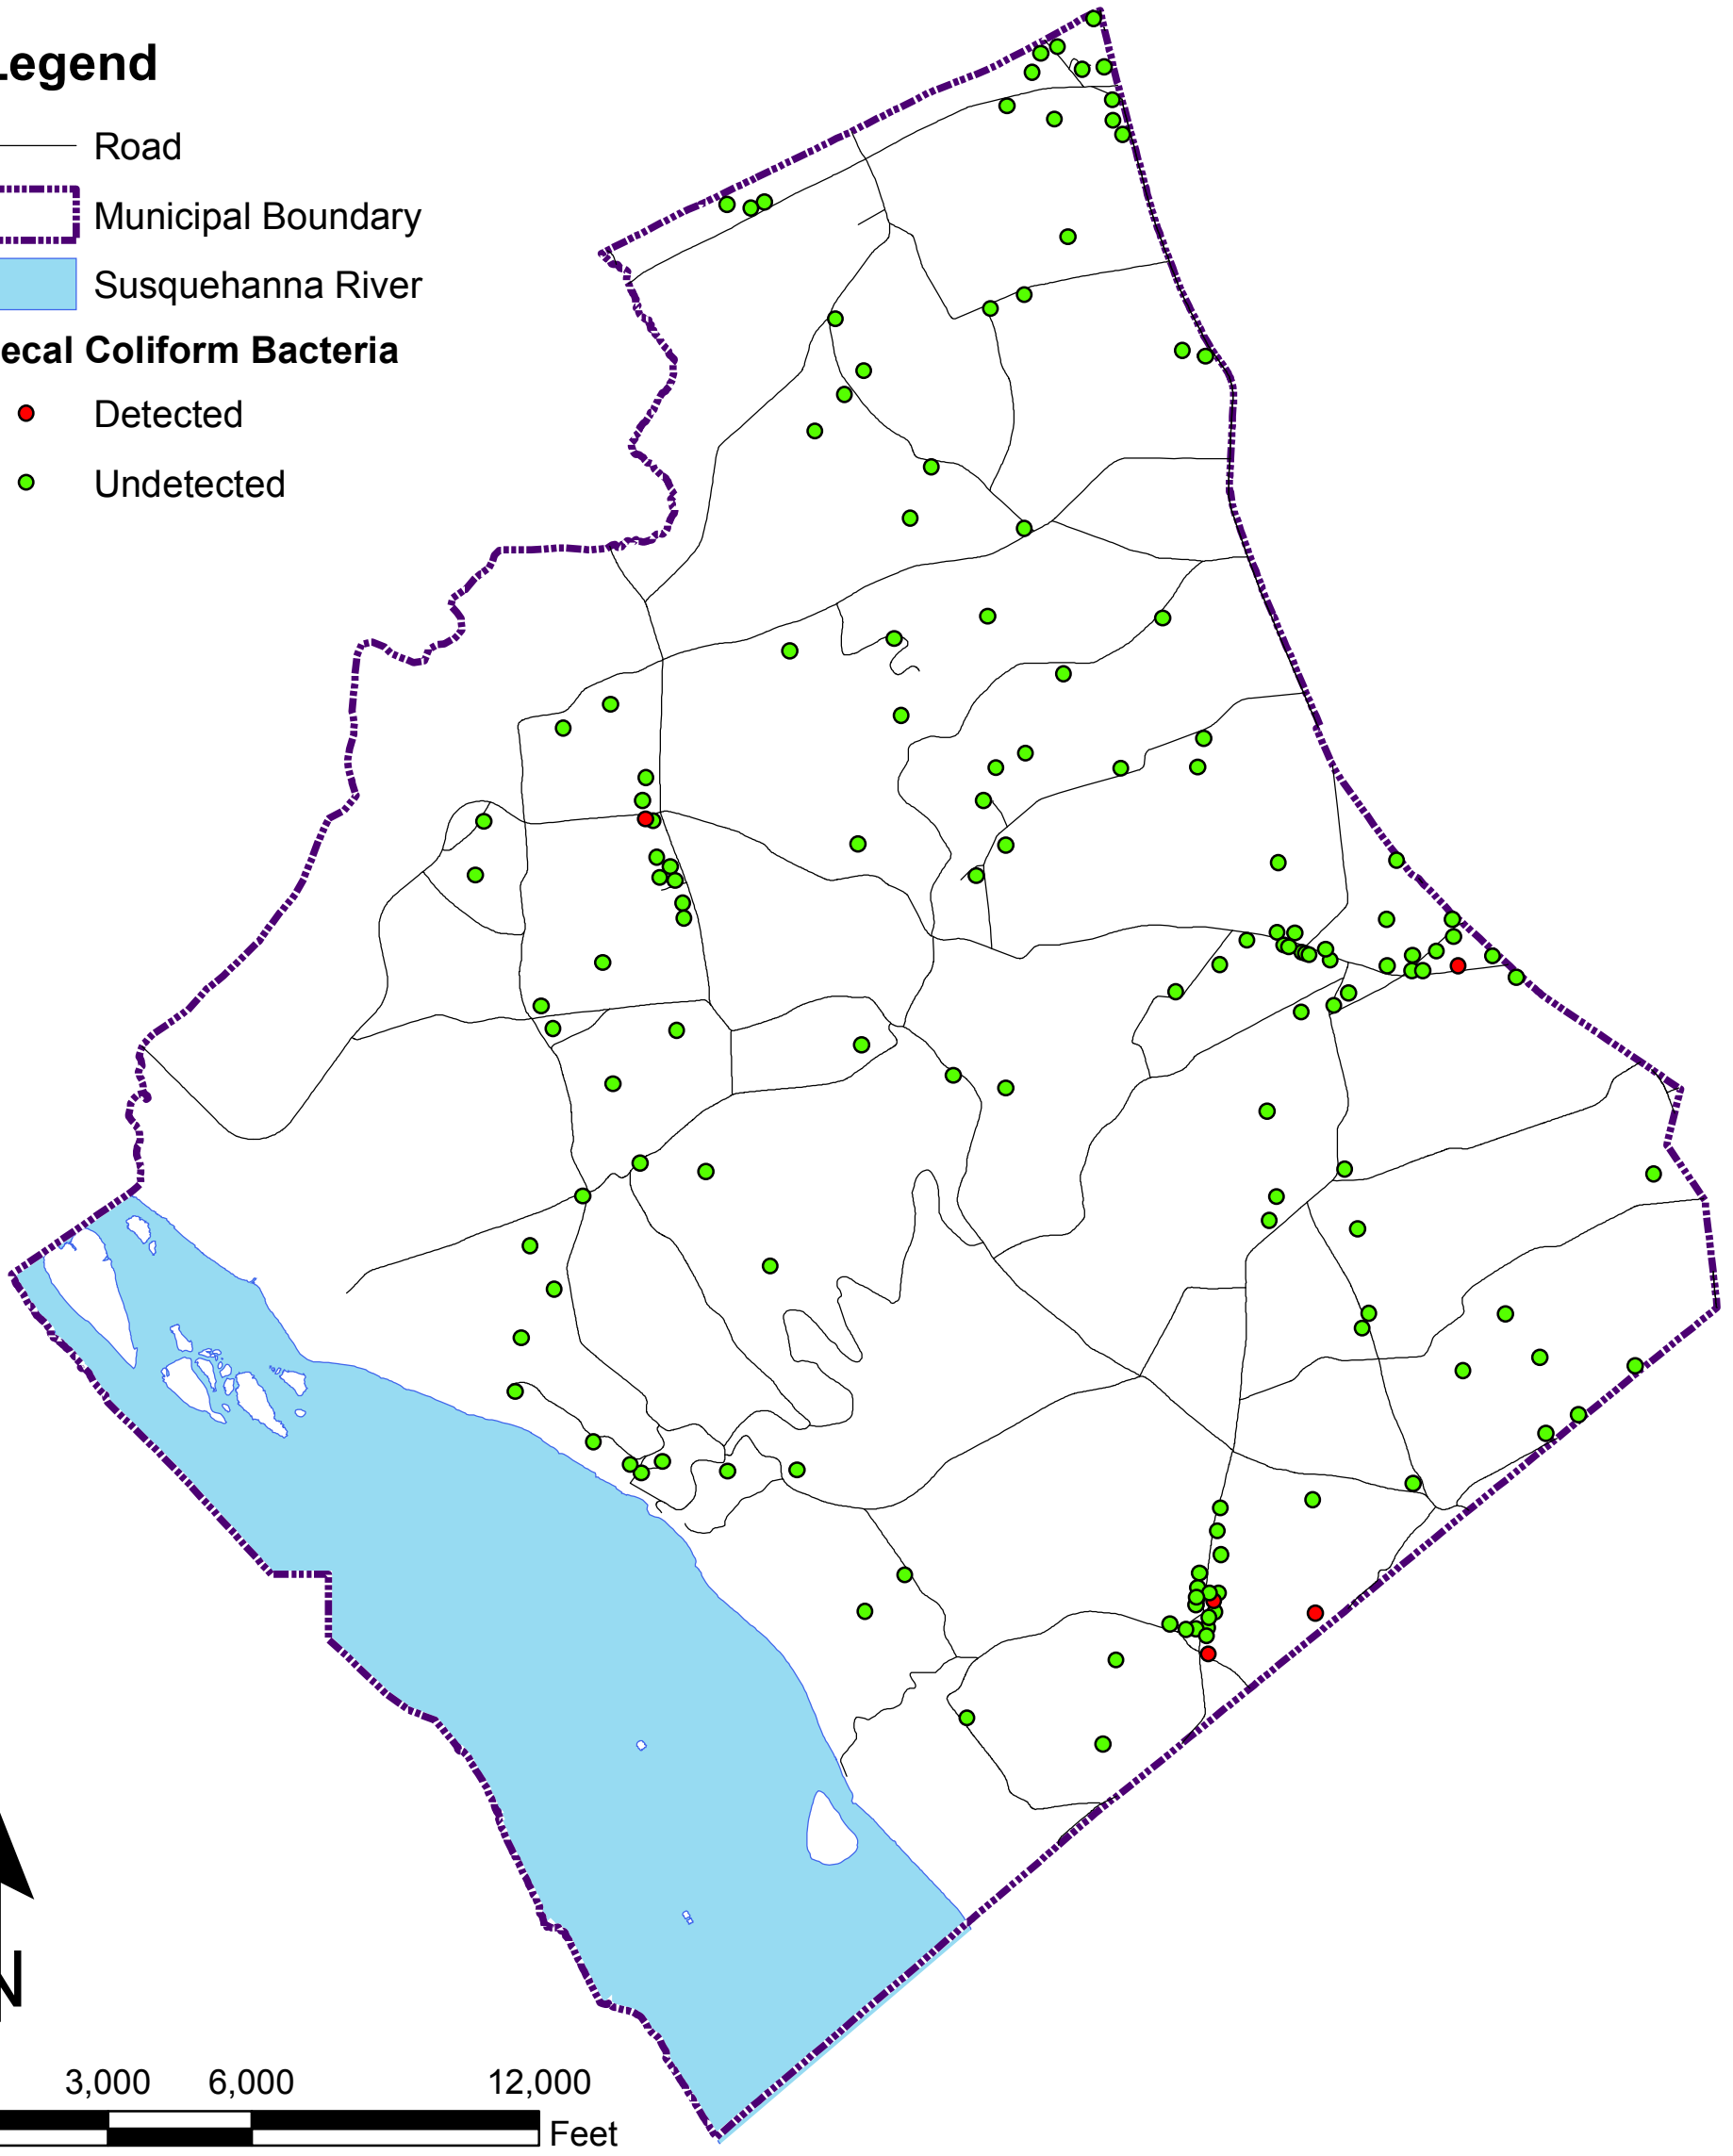 Legend
Road
Municipal Boundary
Susquehanna River
ecal Coliform Bacteria
Detected
Undetected
N
3,000 6,000 12,000
Feet